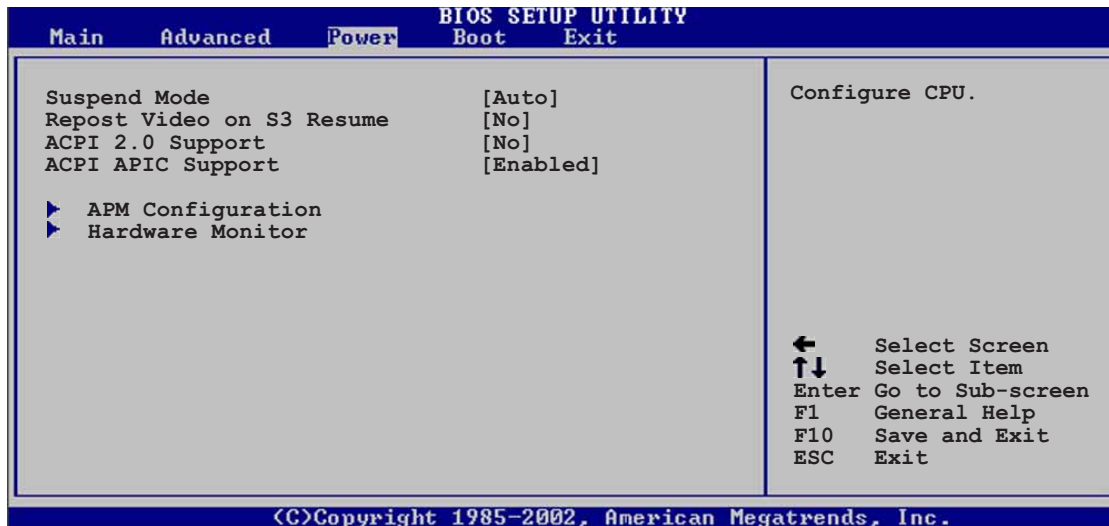 BIOS SETUP UTILITY
Main Advanced Power Boot Exit
Suspend Mode [Auto]
Repost Video on S3 Resume [No]
ACPI 2.0 Support [No]
ACPI APIC Support [Enabled]
APM Configuration
Hardware Monitor
Configure CPU.
← Select Screen
↑↓ Select Item
Enter Go to Sub-screen
F1 General Help
F10 Save and Exit
ESC Exit
(C)Copyright 1985-2002, American Megatrends, Inc.